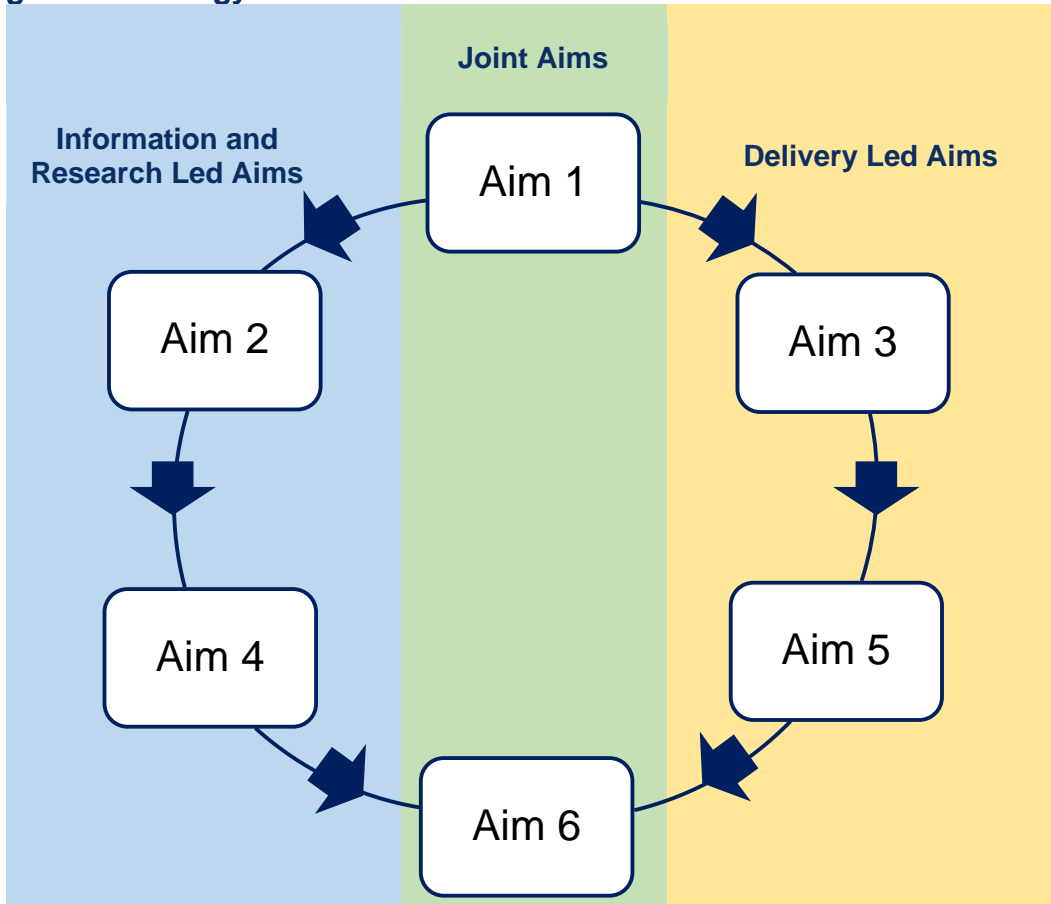 Joint Aims
Information and
Research Led Aims
Delivery Led Aims
Aim 1
Aim 2
Aim 3
Aim 4
Aim 5
Aim 6